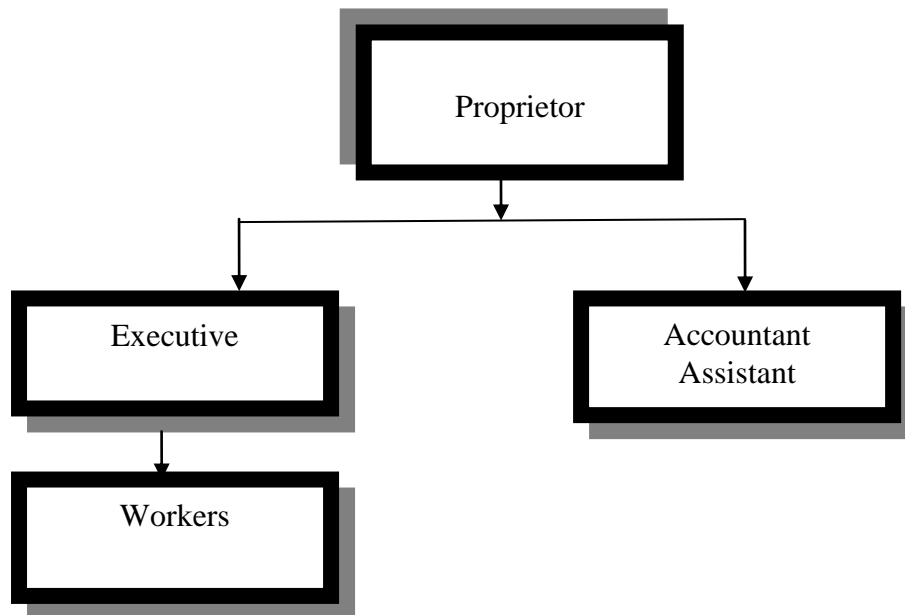 Proprietor
Executive
Accountant
Assistant
Workers